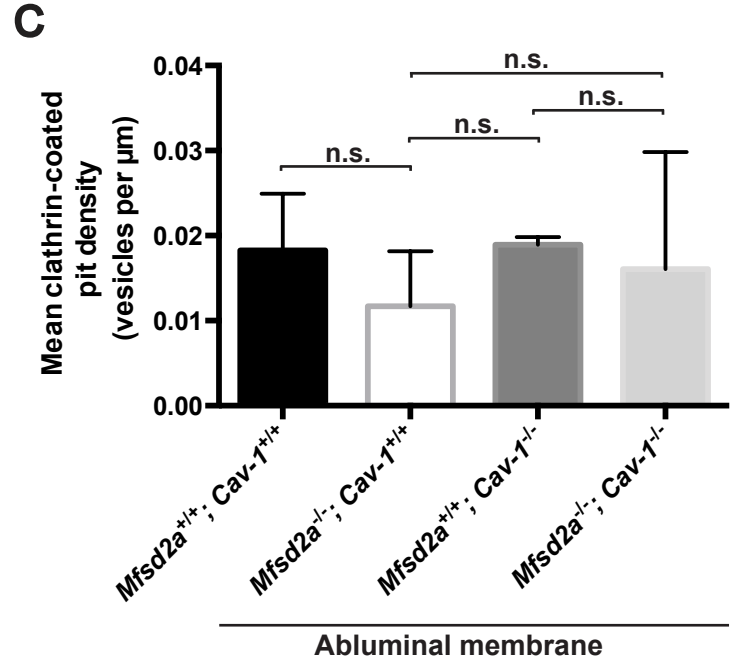 C
n.s.
n.s.
n.s.
n.s.
0.04
0.03
0.02
0.01
0.00
Mean clathrin-coated
pit density
(vesicles per µm)
Mfsd2a+/+; Cav-1+/+
Mfsd2a-/-; Cav-1+/+
Mfsd2a+/+; Cav-1-/-
Mfsd2a-/-; Cav-1-/-
Abluminal membrane